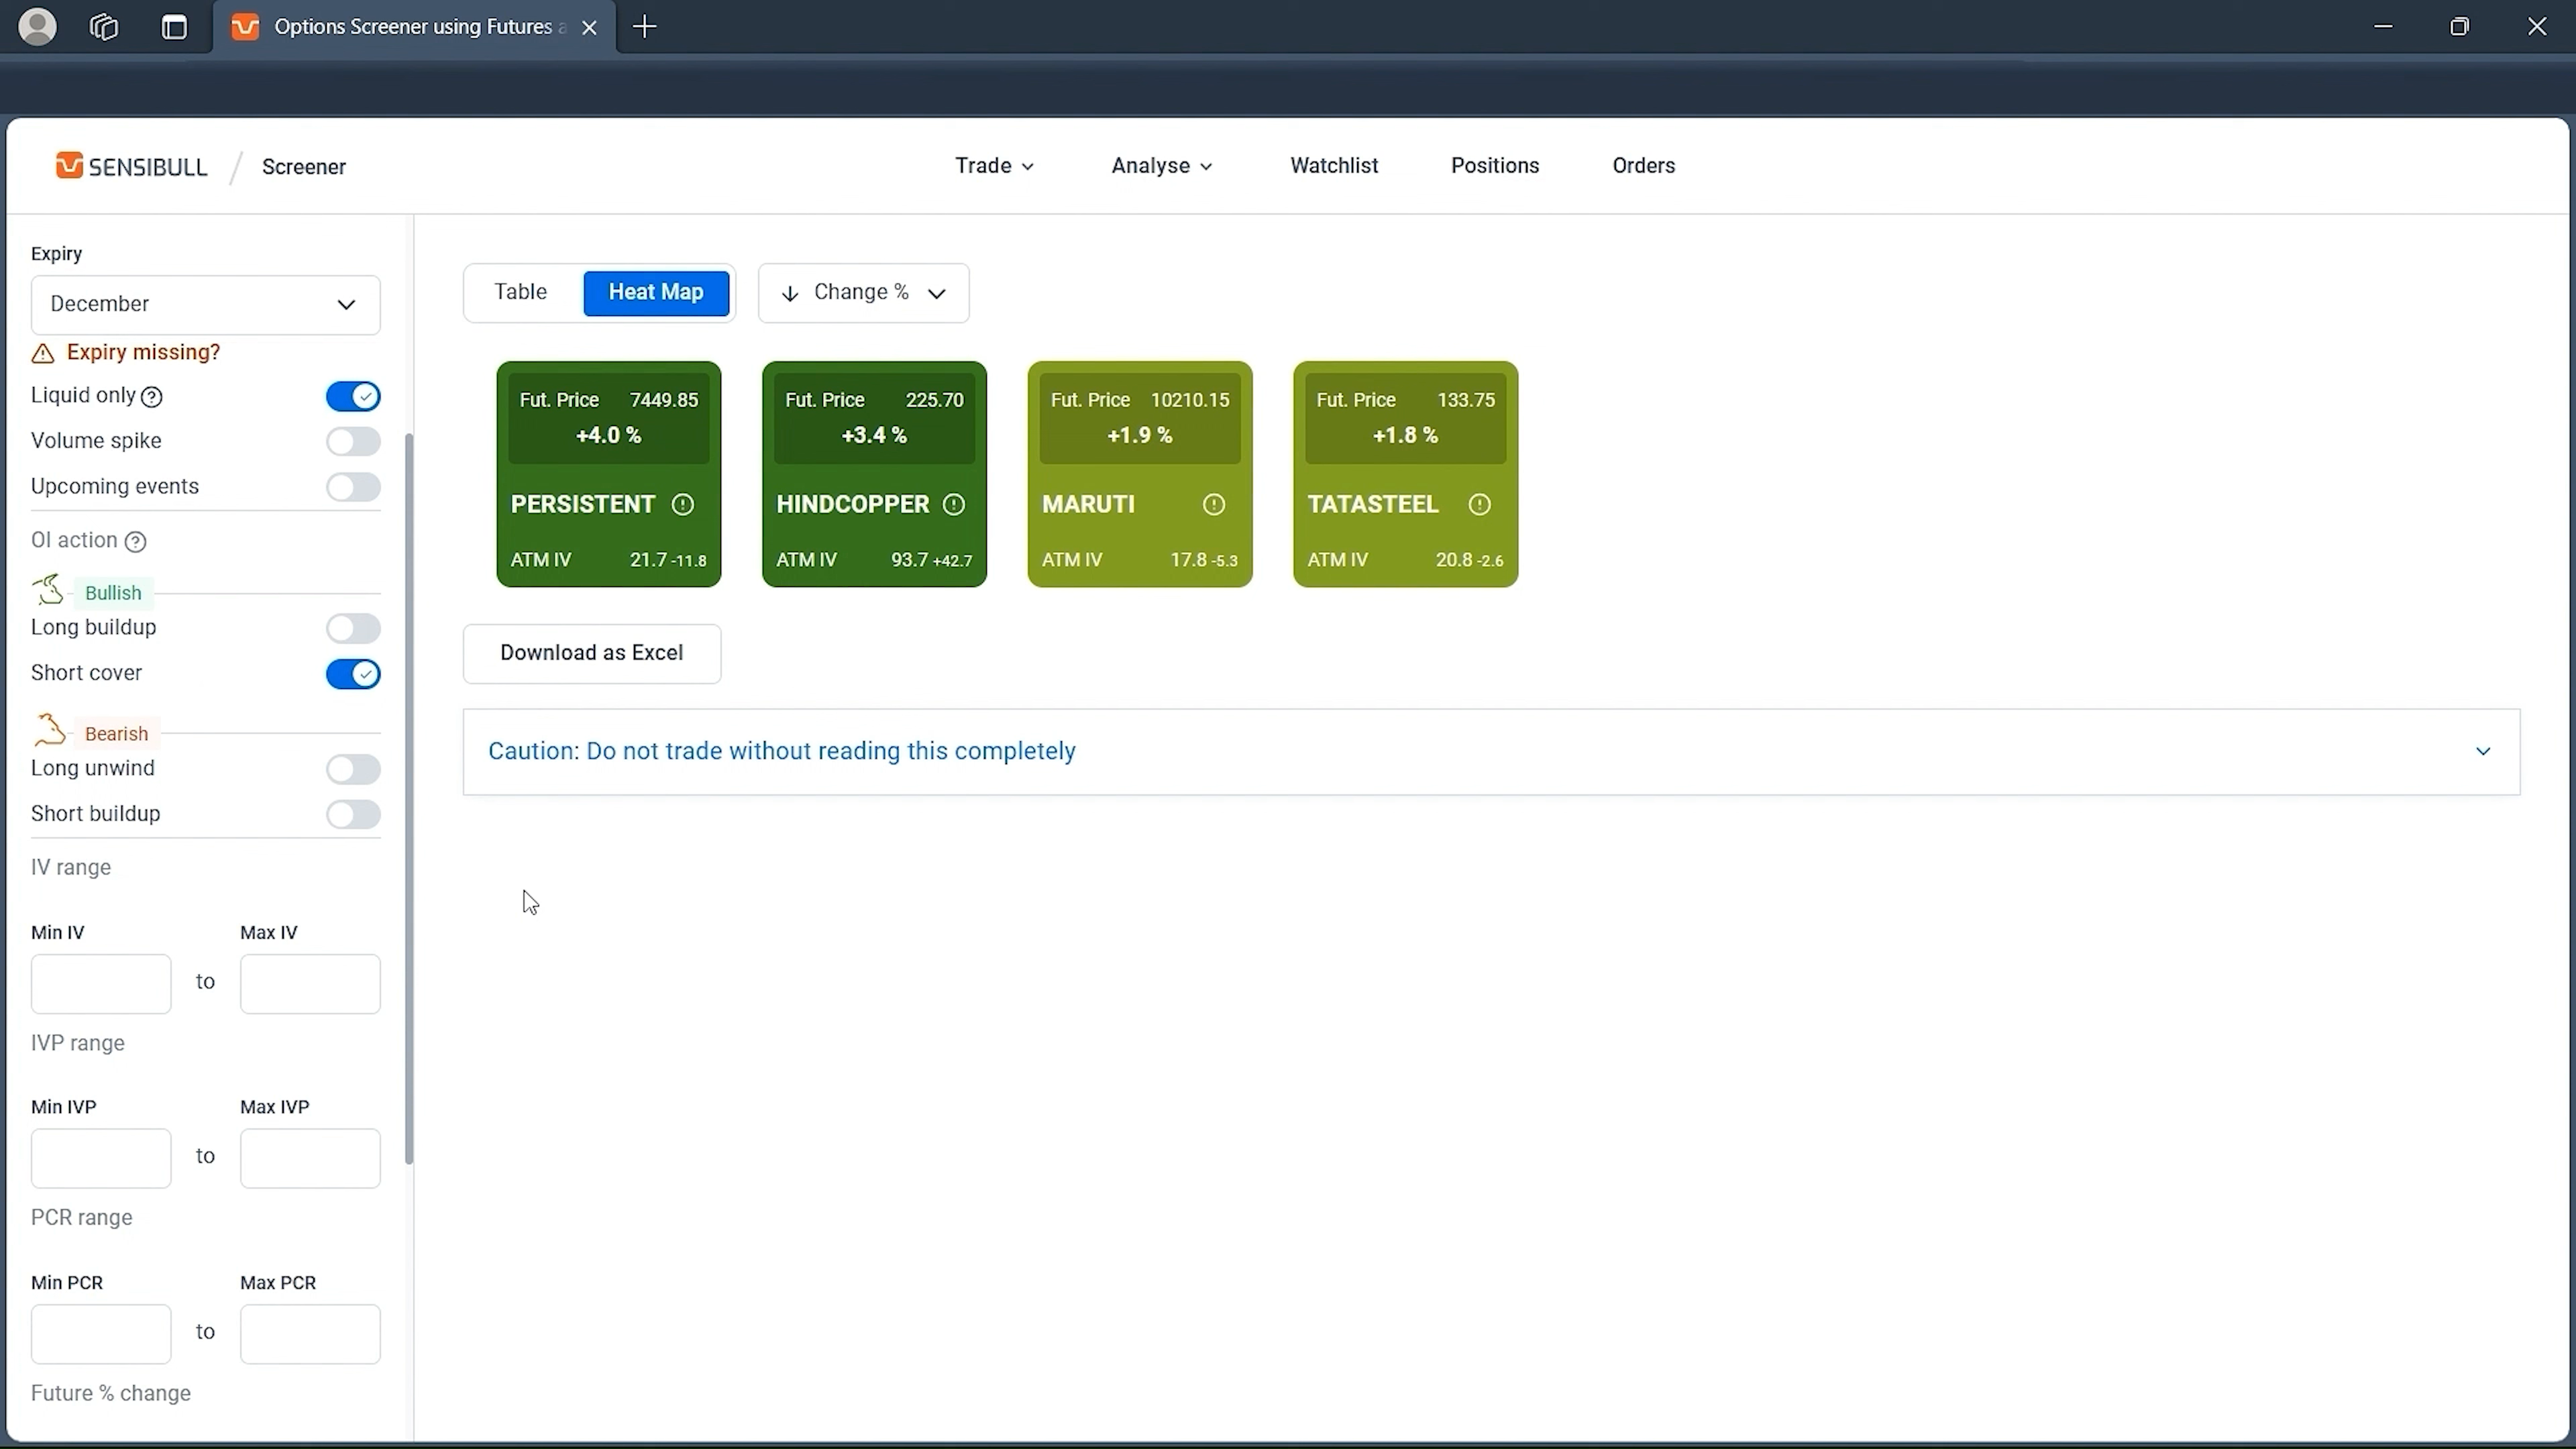 Options Screener using Futures a
SENSIBULL / Screener
Trade
Analyse
Watchlist
Positions
Orders
Expiry
December
Expiry missing?
Liquid only
Volume spike
Upcoming events
OI action
Bullish
Long buildup
Short cover
Bearish
Long unwind
Short buildup
IV range
Min IV
Max IV
to
IVP range
Min IVP
Max IVP
to
PCR range
Min PCR
Max PCR
to
Future % change
Table
Heat Map
Change %
Fut. Price 7449.85
+4.0 %
PERSISTENT
ATM IV 21.7 -11.8
Fut. Price 225.70
+3.4 %
HINDCOPPER
ATM IV 93.7 +42.7
Fut. Price 10210.15
+1.9 %
MARUTI
ATM IV 17.8 -5.3
Fut. Price 133.75
+1.8 %
TATASTEEL
ATM IV 20.8 -2.6
Download as Excel
Caution: Do not trade without reading this completely